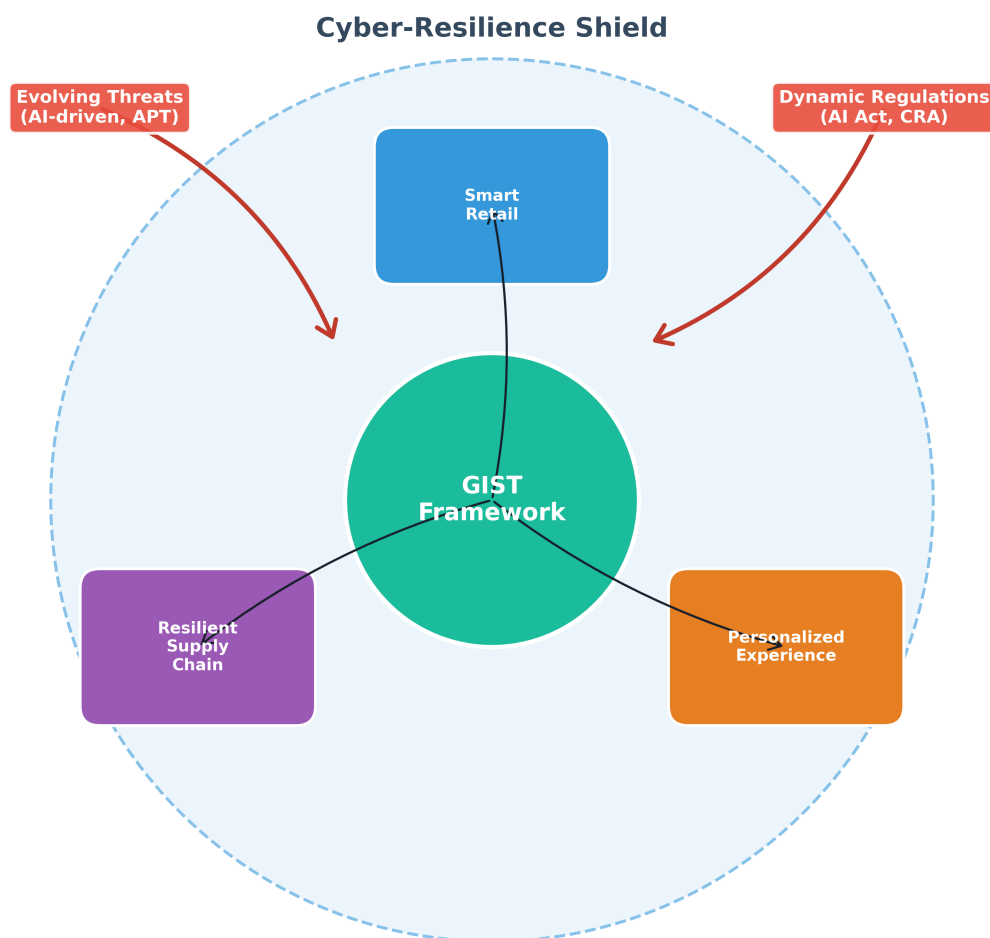 Cyber-Resilience Shield
Evolving Threats
(AI-driven, APT)
Dynamic Regulations
(AI Act, CRA)
Smart
Retail
GIST
Framework
Resilient
Supply
Chain
Personalized
Experience